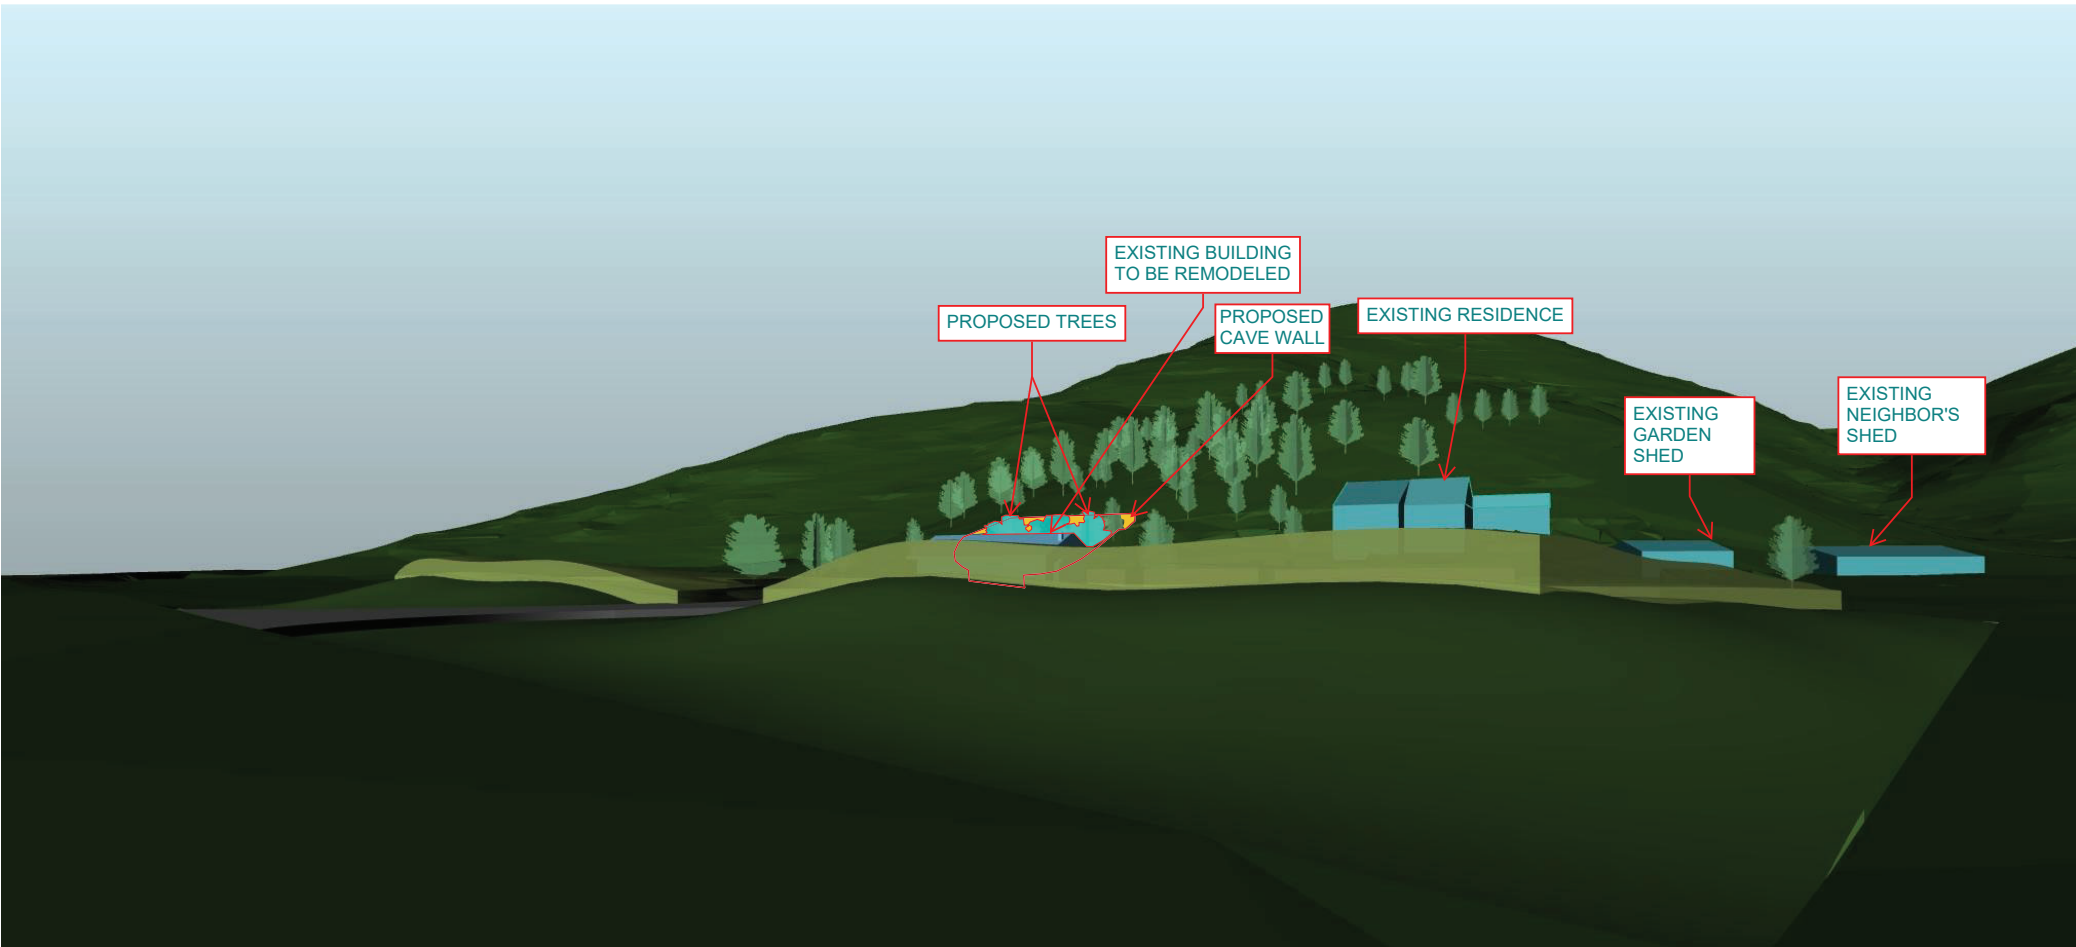 EXISTING BUILDING
TO BE REMODELED
PROPOSED TREES
PROPOSED
CAVE WALL
EXISTING RESIDENCE
EXISTING
GARDEN
SHED
EXISTING
NEIGHBOR'S
SHED